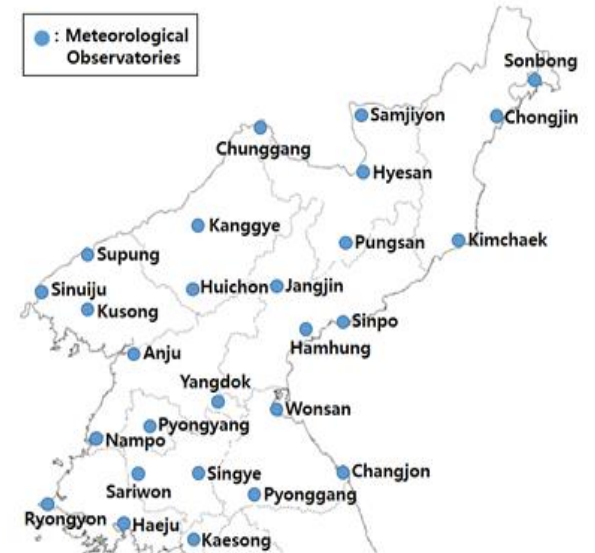 : Meteorological
Observatories
Sonbong
Samjiyon
Chongjin
Chunggang
Hyesan
Kanggye
Pungsan
Kimchaek
Supung
Sinuiju
Huichon
Jangjin
Kusong
Sinpo
Hamhung
Anju
Yangdok
Wonsan
Pyongyang
Nampo
Sariwon
Singye
Changjon
Pyonggang
Ryongyon
Haeju
Kaesong